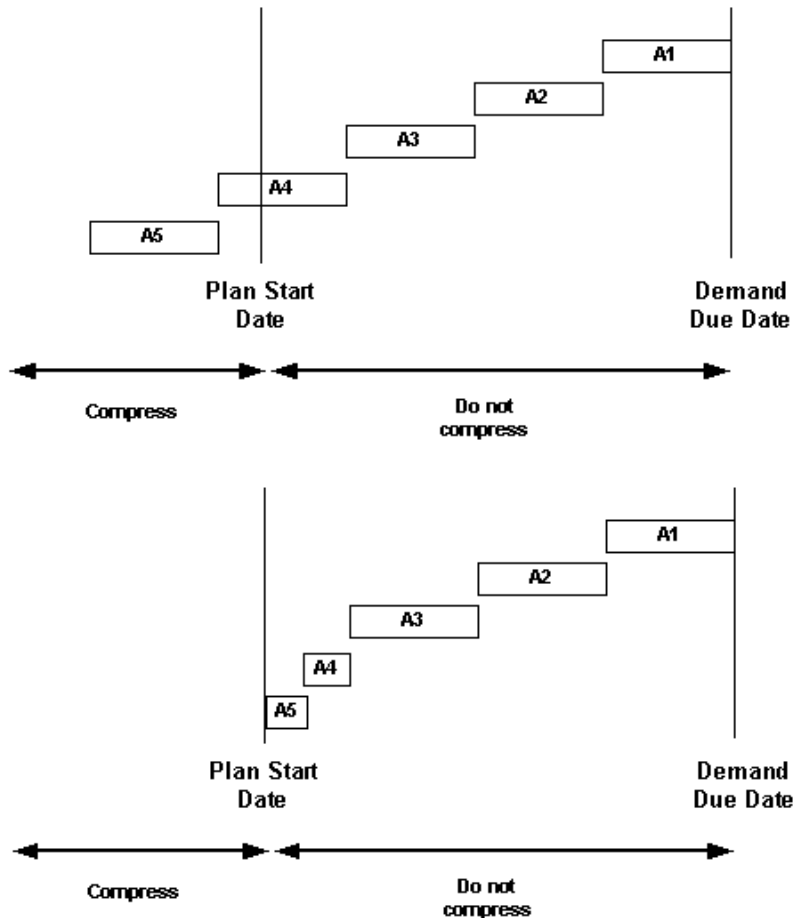 A1
A2
A3
A4
A5
Plan Start
Date
Demand
Due Date
Compress
Do not
compress
A1
A2
A3
A4
A5
Plan Start
Date
Demand
Due Date
Compress
Do not
compress